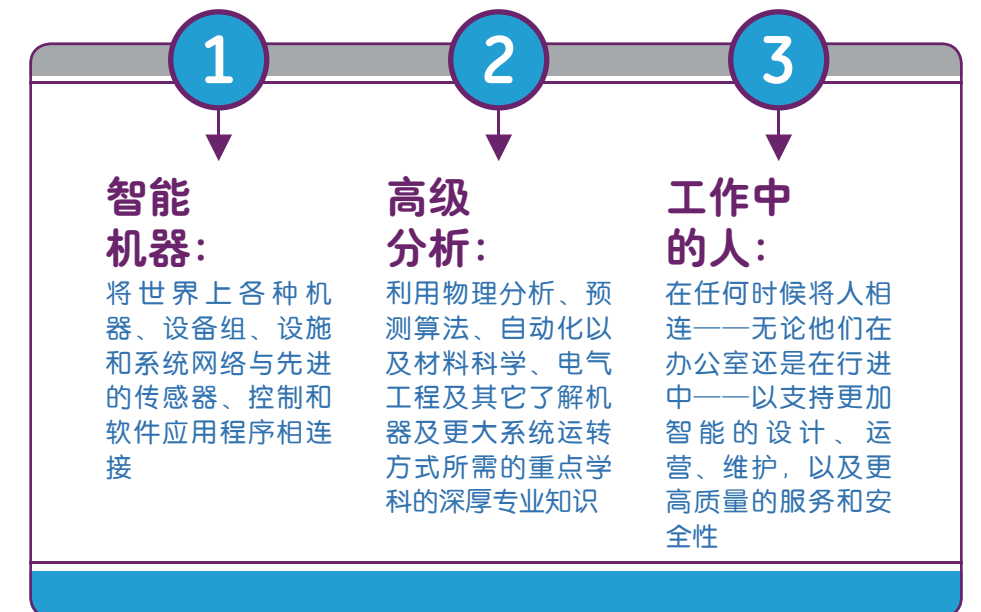 1
智能
机器：
将世界上各种机
器、设备组、设施
和系统网络与先进
的传感器、控制和
软件应用程序相连
接
2
高级
分析：
利用物理分析、预
测算法、自动化以
及材料科学、电气
工程及其它了解机
器及更大系统运转
方式所需的重点学
科的深厚专业知识
3
工作中
的人：
在任何时候将人相
连——无论他们在
办公室还是在行进
中——以支持更加
智能的设计、运
营、维护，以及更
高质量的服务和安
全性